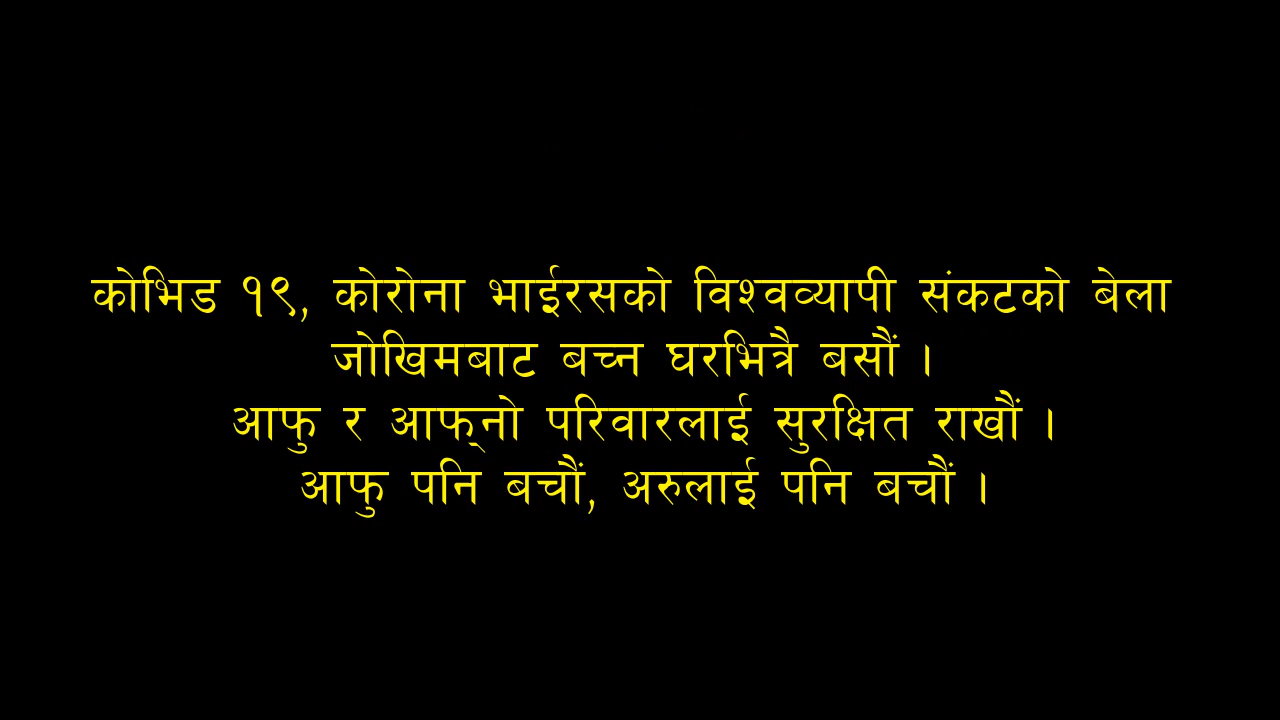 कोभिड १९, कोरोना भाईरसको विश्वव्यापी संकटको बेला
जोखिमबाट बच्न घरभित्रै बसौं ।
आफु र आफ्नो परिवारलाई सुरक्षित राखौं ।
आफु पनि बचौं, अरुलाई पनि बचौं ।